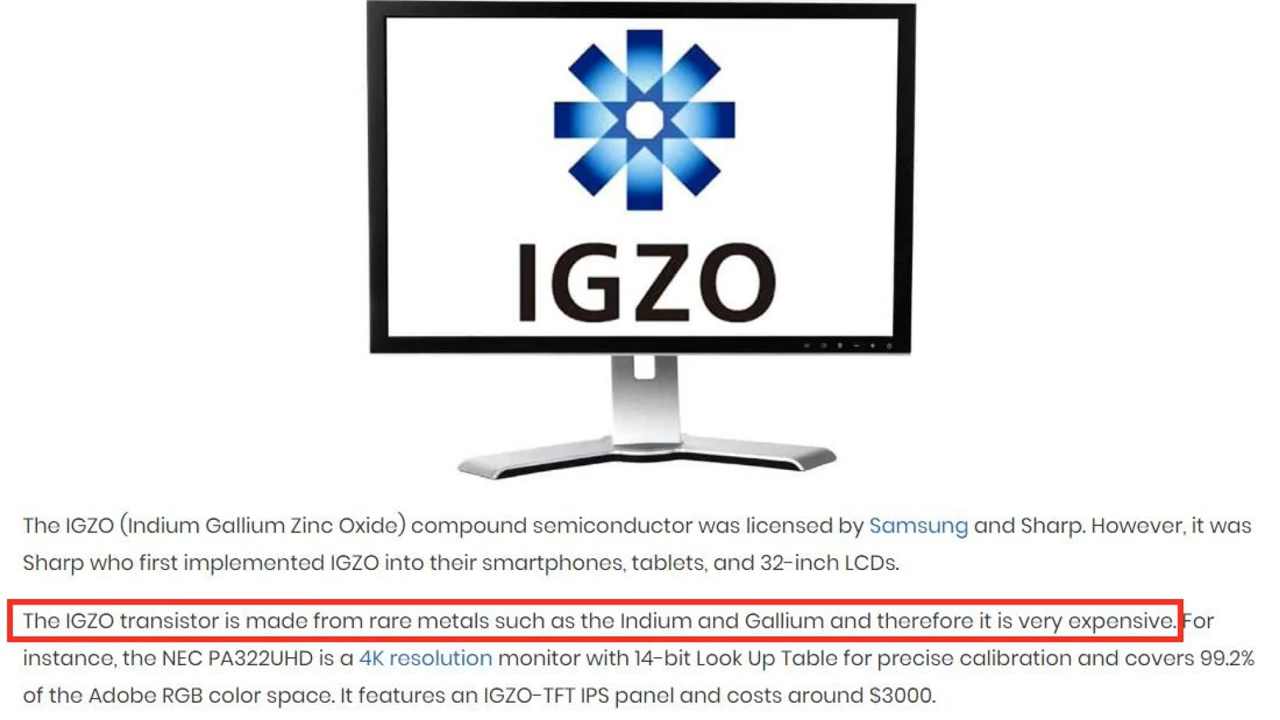 IGZO
The IGZO (Indium Gallium Zinc Oxide) compound semiconductor was licensed by Samsung and Sharp. However, it was
Sharp who first implemented IGZO into their smartphones, tablets, and 32-inch LCDs.
The IGZO transistor is made from rare metals such as the Indium and Gallium and therefore it is very expensive. For
instance, the NEC PA322UHD is a 4K resolution monitor with 14-bit Look Up Table for precise calibration and covers 99.2%
of the Adobe RGB color space. It features an IGZO-TFT IPS panel and costs around $3000.